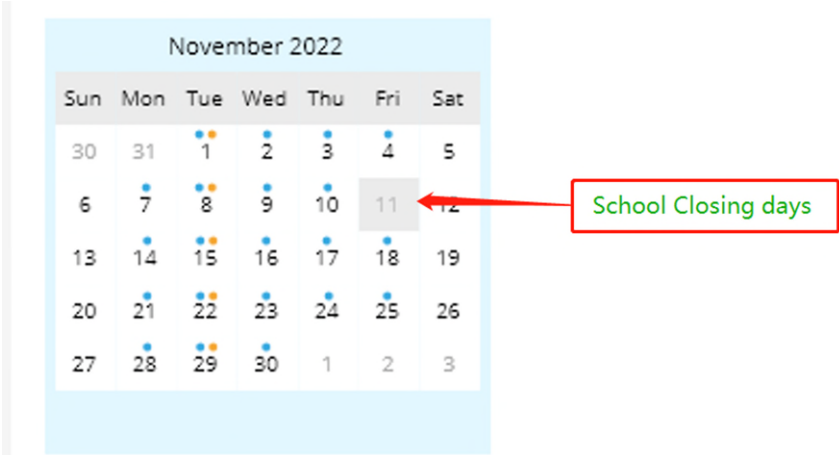 November 2022
Sun Mon Tue Wed Thu Fri Sat
30 31 1 2 3 4 5
6 7 8 9 10 11 12
School Closing days
13 14 15 16 17 18 19
20 21 22 23 24 25 26
27 28 29 30 1 2 3